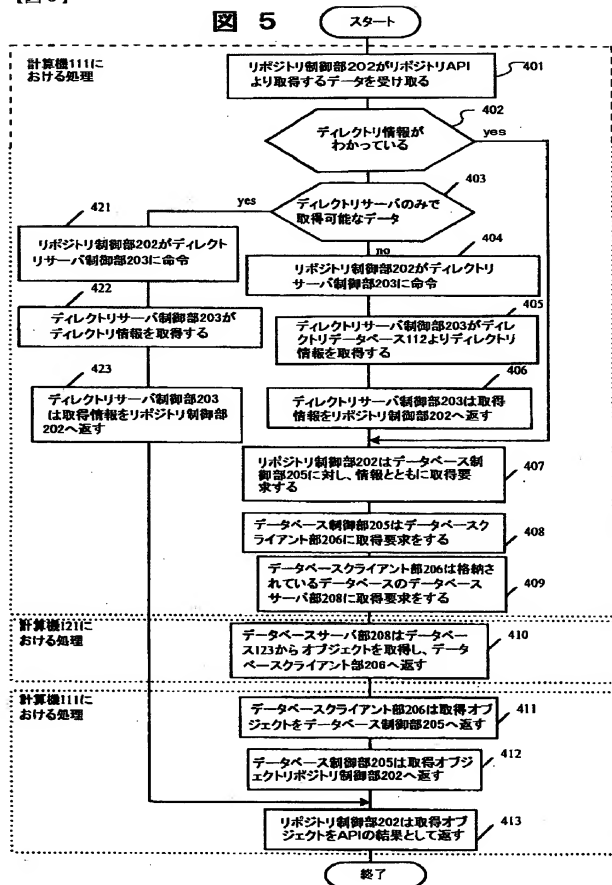 【図5】
図 5
スタート
計算機111に
おける処理
リポジトリ制御部202がリポジトリAPI
より取得するデータを受け取る
401
402
ディレクトリ情報が
わかっている
yes
403
ディレクトリサーバのみで
取得可能なデータ
yes
no
421
リポジトリ制御部202がディレクト
リサーバ制御部203に命令
404
リポジトリ制御部202がディレクトリ
サーバ制御部203に命令
422
ディレクトリサーバ制御部203が
ディレクトリ情報を取得する
405
ディレクトリサーバ制御部203がディレ
クトリデータベース112よりディレクトリ
情報を取得する
423
ディレクトリサーバ制御部203
は取得情報をリポジトリ制御部
202へ返す
406
ディレクトリサーバ制御部203は取得
情報をリポジトリ制御部202へ返す
リポジトリ制御部202はデータベース制
御部205に対し、情報とともに取得要
求する
407
データベース制御部205はデータベースク
ライアント部206に取得要求をする
408
データベースクライアント部206は格納さ
れているデータベースのデータベース
サーバ部208に取得要求をする
409
計算機121に
おける処理
データベースサーバ部208はデータベー
ス123からオブジェクトを取得し、データ
ベースクライアント部206へ返す
410
計算機111に
おける処理
データベースクライアント部206は取得オブ
ジェクトをデータベース制御部205へ返す
411
データベース制御部205は取得オブジ
ェクトリポジトリ制御部202へ返す
412
リポジトリ制御部202は取得オブジ
ェクトをAPIの結果として返す
413
終了